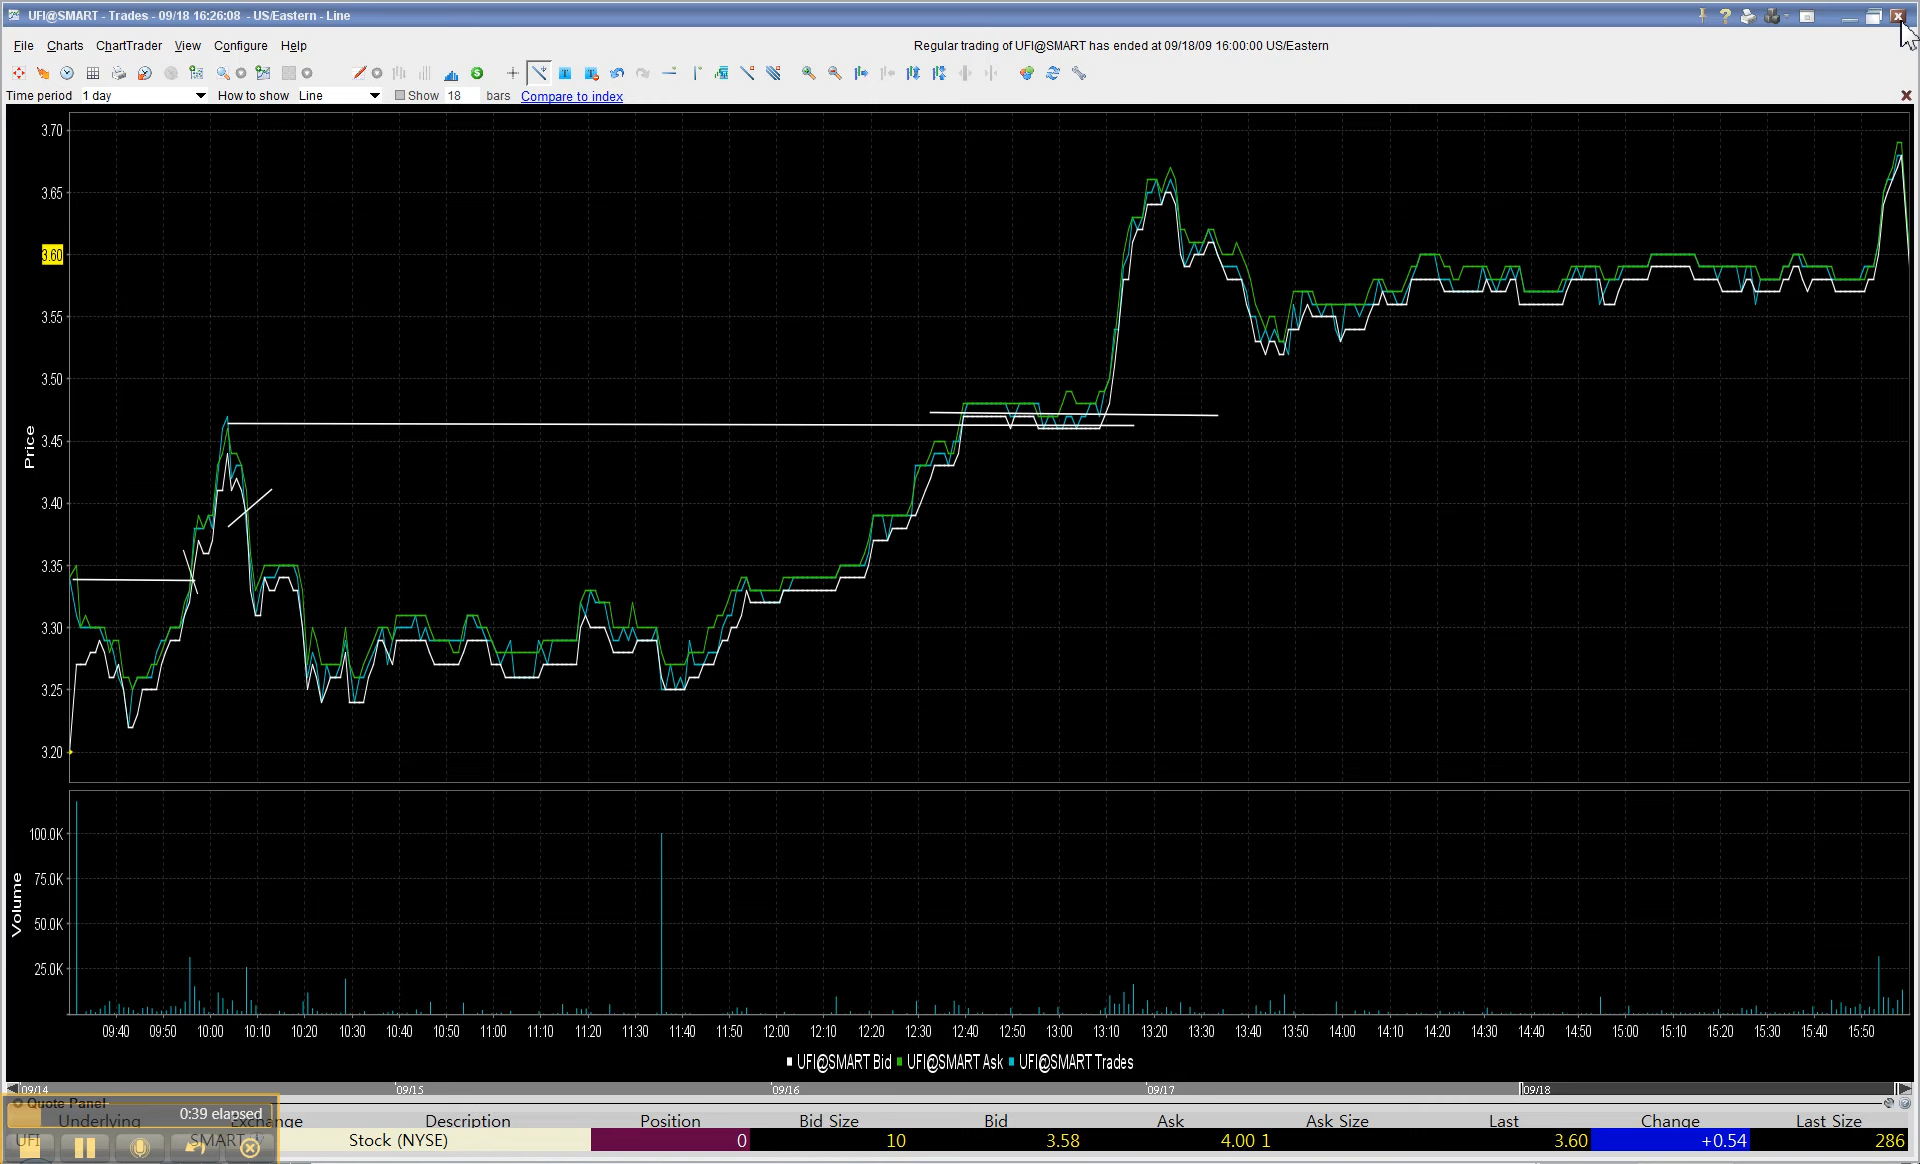 UFI@SMART - Trades - 09/18 16:26:08 - US/Eastern - Line
File Charts ChartTrader View Configure Help Regular trading of UFI@SMART has ended at 09/18/09 16:00:00 US/Eastern
Time period 1 day How to show Line Show 18 bars Compare to index
3.70
3.65
3.60
3.55
3.50
3.45
3.40
3.35
3.30
3.25
3.20
Price
100.0K
75.0K
50.0K
25.0K
Volume
09:40 09:50 10:00 10:10 10:20 10:30 10:40 10:50 11:00 11:10 11:20 11:30 11:40 11:50 12:00 12:10 12:20 12:30 12:40 12:50 13:00 13:10 13:20 13:30 13:40 13:50 14:00 14:10 14:20 14:30 14:40 14:50 15:00 15:10 15:20 15:30 15:40 15:50
UFI@SMART Bid UFI@SMART Ask UFI@SMART Trades
09/14 09/15 09/16 09/17 09/18
Quote Panel
0:39 elapsed
Underlying Exchange Description Position Bid Size Bid Ask Ask Size Last Change Last Size
UFI SMART Stock (NYSE) 0 10 3.58 4.00 1 3.60 +0.54 286